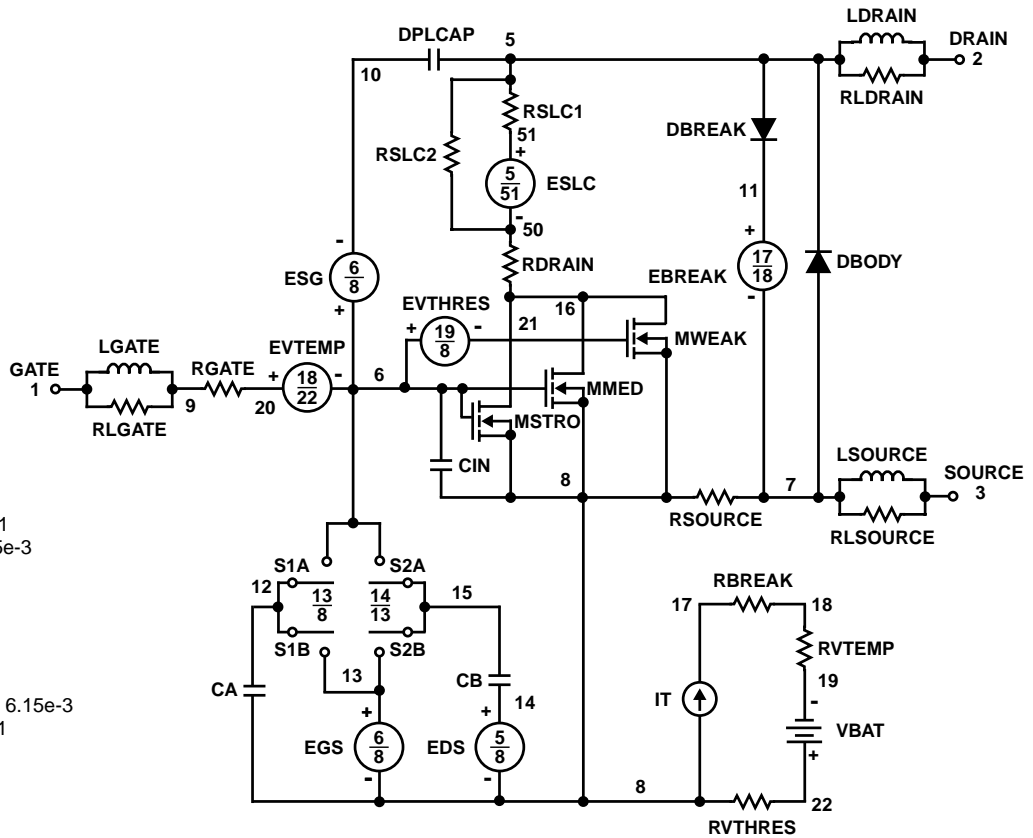 LDRAIN
DRAIN
2
RLDRAIN
DPLCAP
5
10
RSLC1
51
RSLC2
+
5
51
ESLC
-
50
DBREAK
11
+
17
18
EBREAK
-
DBODY
-
6
8
ESG
+
RDRAIN
16
EVTHRES
+
19
8
-
21
MWEAK
LGATE
GATE
1
RLGATE
9
RGATE
20
EVTEMP
+
18
22
-
6
MMED
MSTRO
CIN
8
RSOURCE
7
LSOURCE
SOURCE
3
RLSOURCE
1
5e-3
6.15e-3
1
S1A
S2A
12
13
8
14
13
15
S1B
S2B
13
CA
CB
14
+
6
8
EGS
-
+
5
8
EDS
-
8
RBREAK
17
18
RVTEMP
19
IT
-
VBAT
+
22
RVTHRES